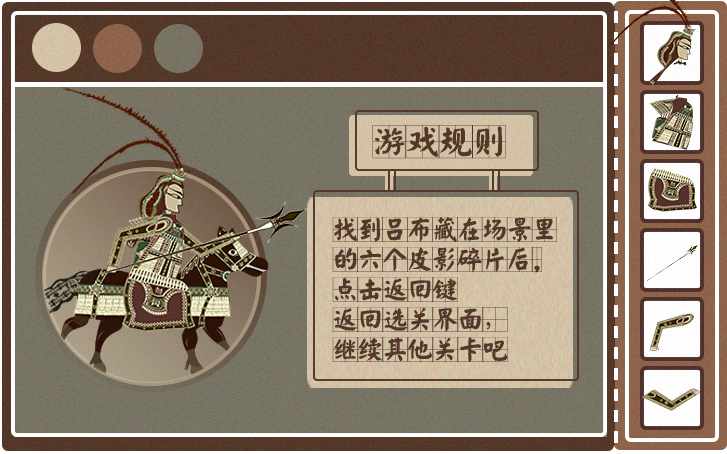 游戏规则
找到吕布藏在场景里
的六个皮影碎片后，
点击返回键
返回选关界面，
继续其他关卡吧